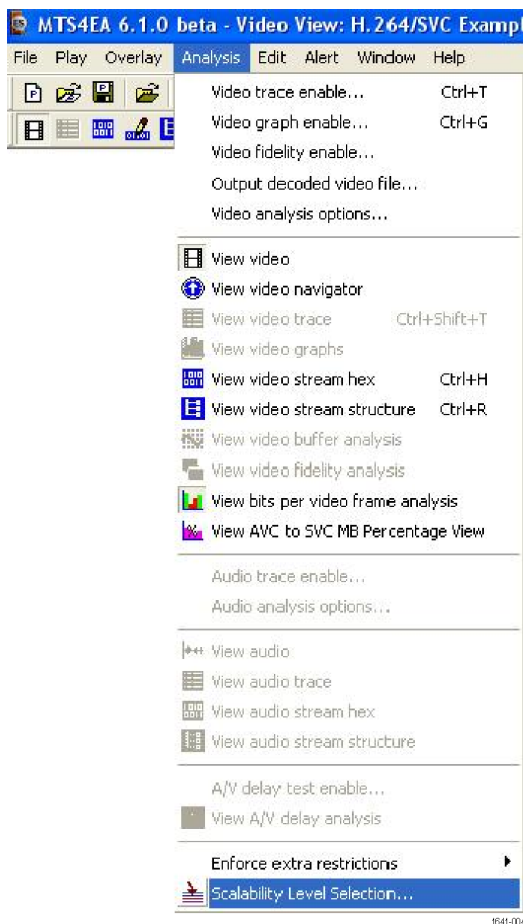 MTS4EA 6.1.0 beta - Video View: H.264/SVC Exampl
File Play Overlay Analysis Edit Alert Window Help
Video trace enable... Ctrl+T
Video graph enable... Ctrl+G
Video fidelity enable...
Output decoded video file...
Video analysis options...
View video
View video navigator
View video trace Ctrl+Shift+T
View video graphs
View video stream hex Ctrl+H
View video stream structure Ctrl+R
View video buffer analysis
View video fidelity analysis
View bits per video frame analysis
View AVC to SVC MB Percentage View
Audio trace enable...
Audio analysis options...
View audio
View audio trace
View audio stream hex
View audio stream structure
A/V delay test enable...
View A/V delay analysis
Enforce extra restrictions
Scalability Level Selection...